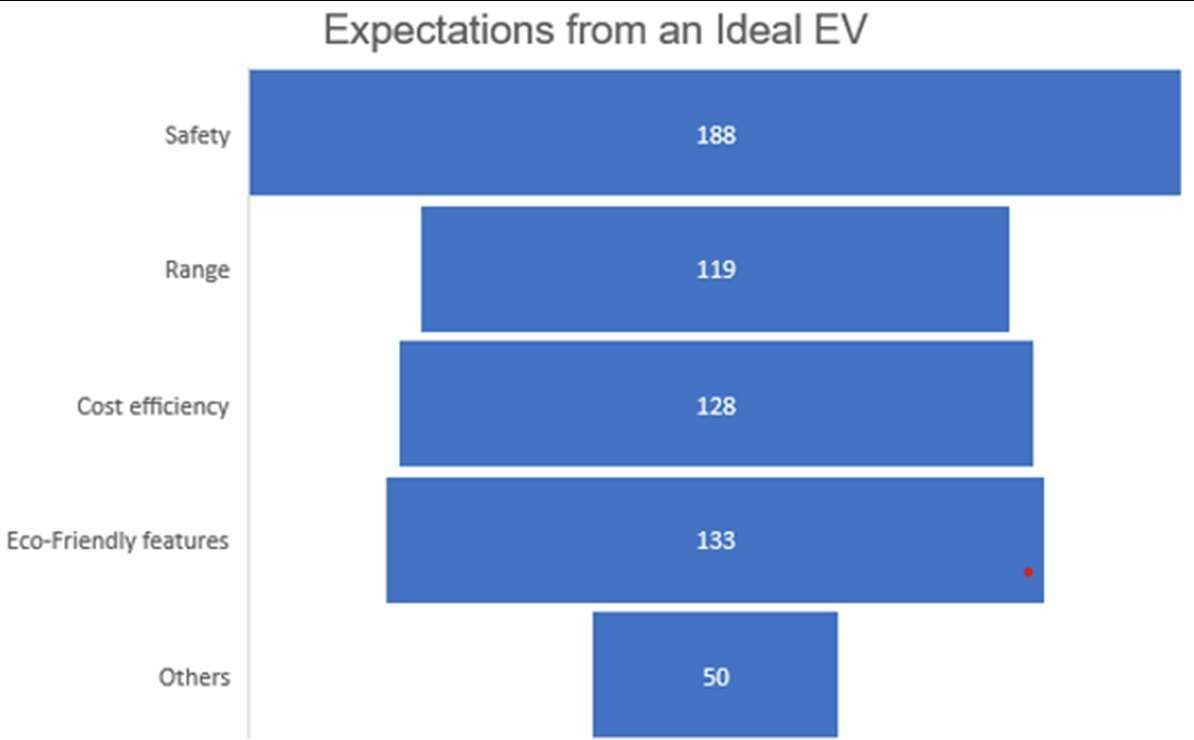 Expectations from an Ideal EV
Safety 188
Range 119
Cost efficiency 128
Eco-Friendly features 133
Others 50